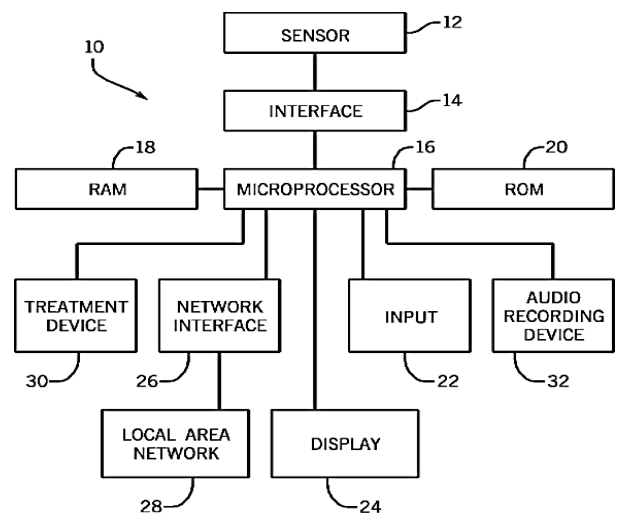 SENSOR
12
10
INTERFACE
14
18
16
20
RAM
MICROPROCESSOR
ROM
TREATMENT
DEVICE
NETWORK
INTERFACE
INPUT
AUDIO
RECORDING
DEVICE
30
26
22
32
LOCAL AREA
NETWORK
DISPLAY
28
24